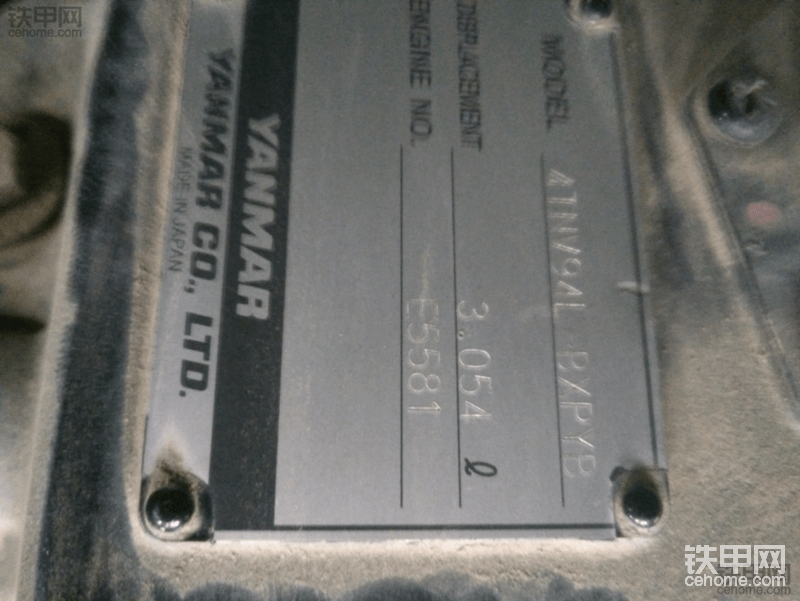 MODEL 4TNV94L-BXPYB
DISPLACEMENT 3.054 ℓ
ENGINE NO. E5581
YANMAR
YANMAR CO., LTD.
MADE IN JAPAN
铁甲网
cehome.com
铁甲网
cehome.com